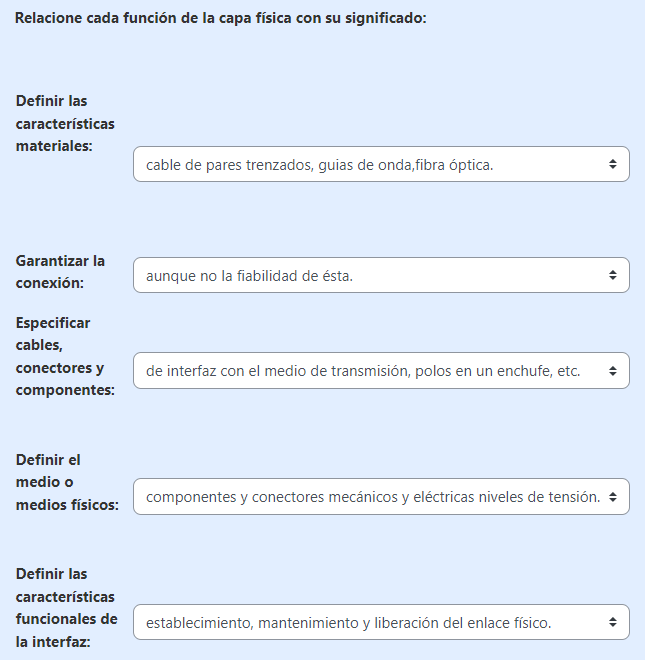 Relacione cada función de la capa física con su significado:
Definir las
características
materiales:
cable de pares trenzados, guias de onda,fibra óptica.
Garantizar la
conexión:
aunque no la fiabilidad de ésta.
Especificar
cables,
conectores y
componentes:
de interfaz con el medio de transmisión, polos en un enchufe, etc.
Definir el
medio o
medios físicos:
componentes y conectores mecánicos y eléctricas niveles de tensión.
Definir las
características
funcionales de
la interfaz:
establecimiento, mantenimiento y liberación del enlace físico.